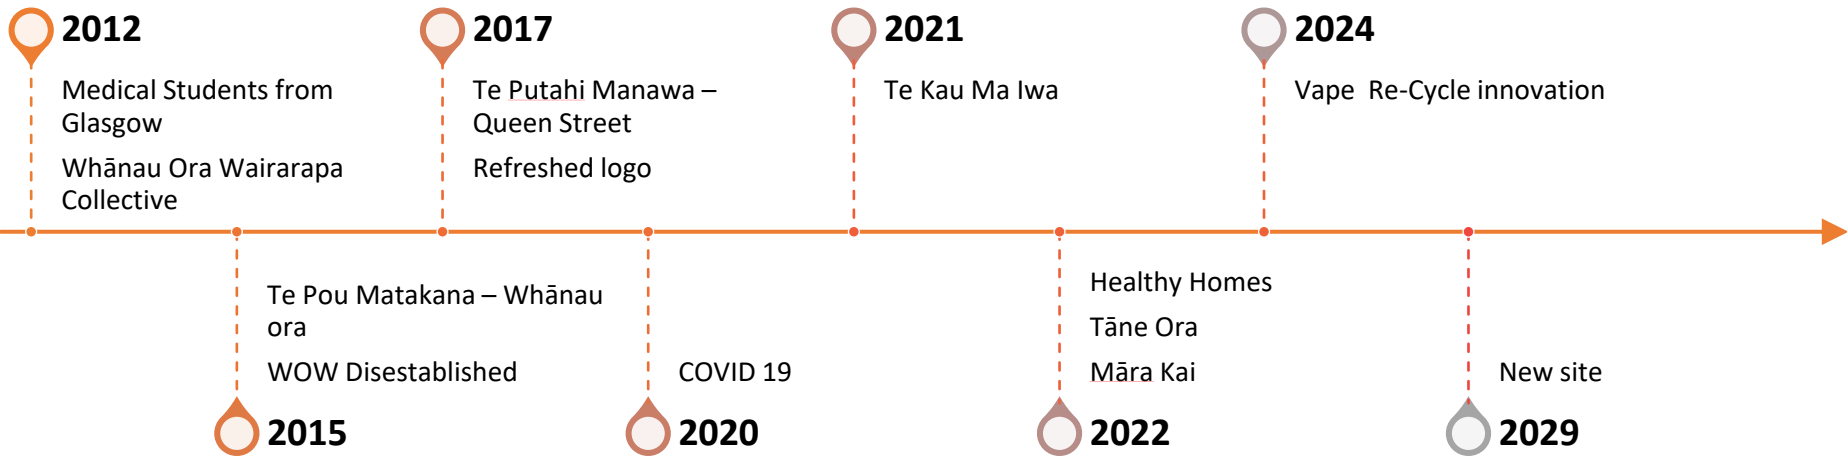 2012
Medical Students from
Glasgow
Whānau Ora Wairarapa
Collective
2017
Te Putahi Manawa –
Queen Street
Refreshed logo
2021
Te Kau Ma Iwa
2024
Vape  Re-Cycle innovation
Te Pou Matakana – Whānau
ora
WOW Disestablished
2015
COVID 19
2020
Healthy Homes
Tāne Ora
Māra Kai
2022
New site
2029